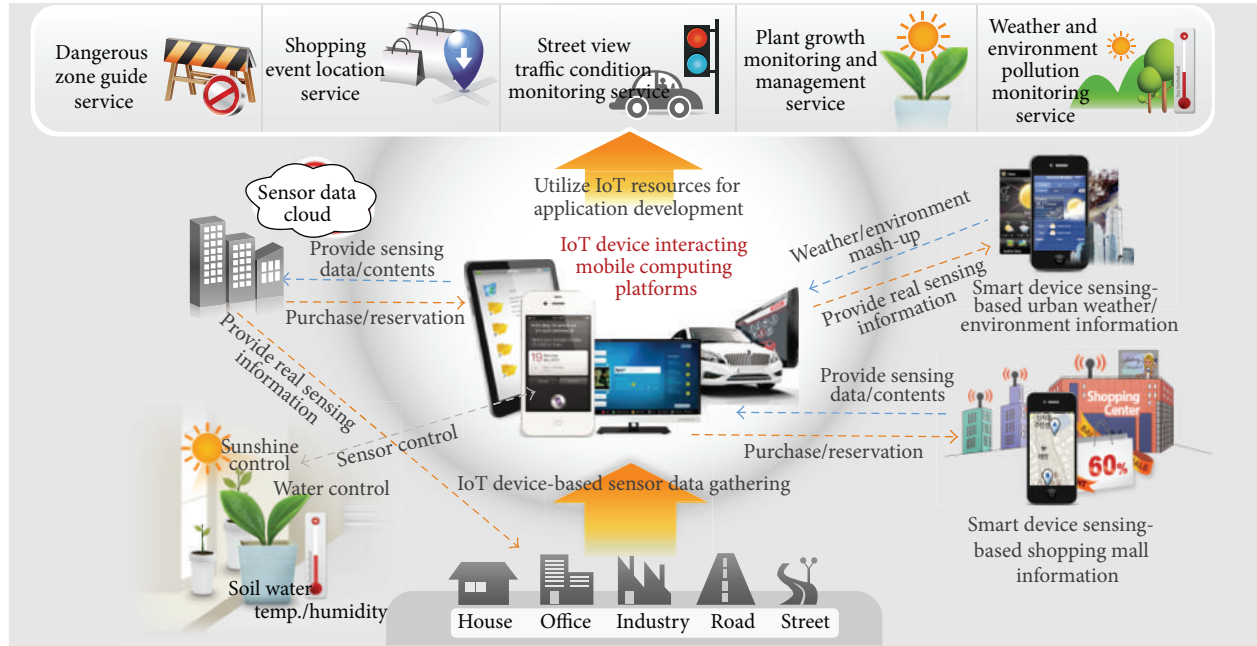 Dangerous
zone guide
service
Shopping
event location
service
Street view
traffic condition
monitoring service
Plant growth
monitoring and
management
service
Weather and
environment
pollution
monitoring
service
Utilize IoT resources for
application development
IoT device interacting
mobile computing
platforms
Sensor data
cloud
Provide sensing
data/contents
Purchase/reservation
Provide real sensing
information
Weather/environment
mash-up
Provide real sensing
information
Smart device sensing-
based urban weather/
environment information
Provide sensing
data/contents
Purchase/reservation
Shopping
Center
60%
SALE
Smart device sensing-
based shopping mall
information
19
Sensor control
Sunshine
control
Water control
Soil water
temp./humidity
IoT device-based sensor data gathering
House
Office
Industry
Road
Street